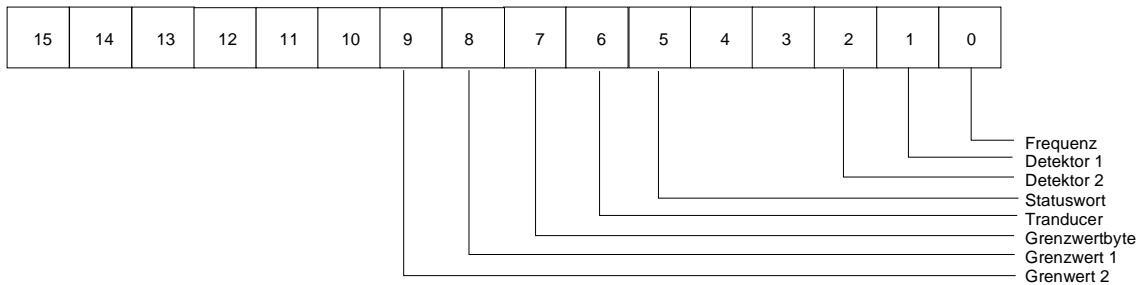 15 14 13 12 11 10 9 8 7 6 5 4 3 2 1 0
Frequenz
Detektor 1
Detektor 2
Statuswort
Tranducer
Grenzwertbyte
Grenzwert 1
Grenwert 2